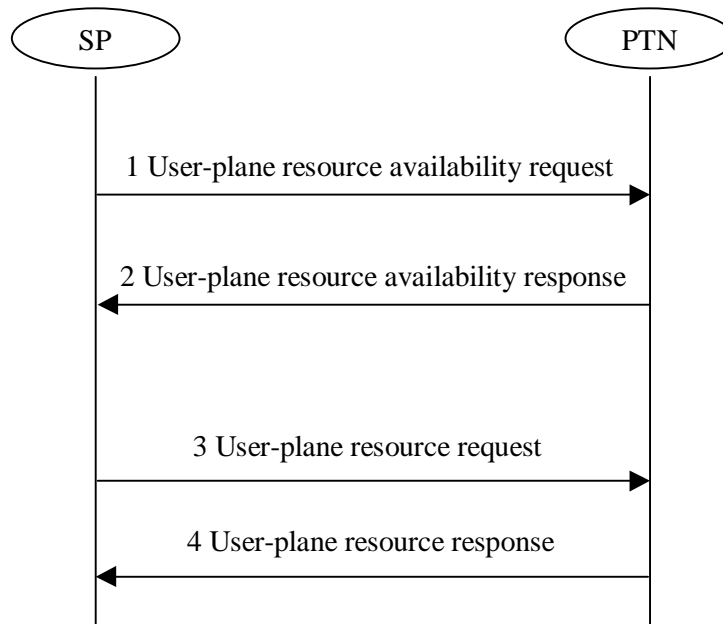 SP
PTN
1 User-plane resource availability request
2 User-plane resource availability response
3 User-plane resource request
4 User-plane resource response